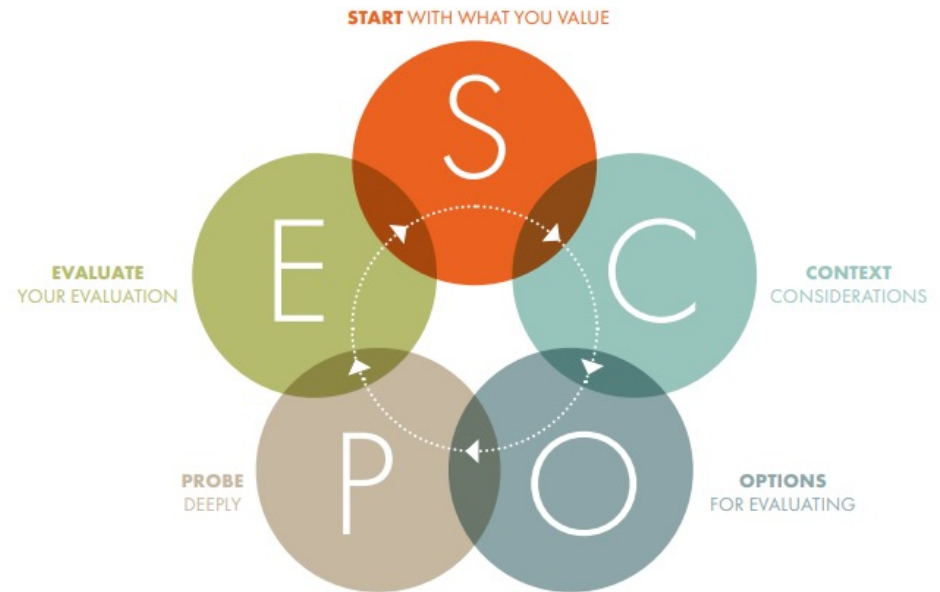 START WITH WHAT YOU VALUE
S
C
CONTEXT
CONSIDERATIONS
O
OPTIONS
FOR EVALUATING
P
PROBE
DEEPLY
E
EVALUATE
YOUR EVALUATION